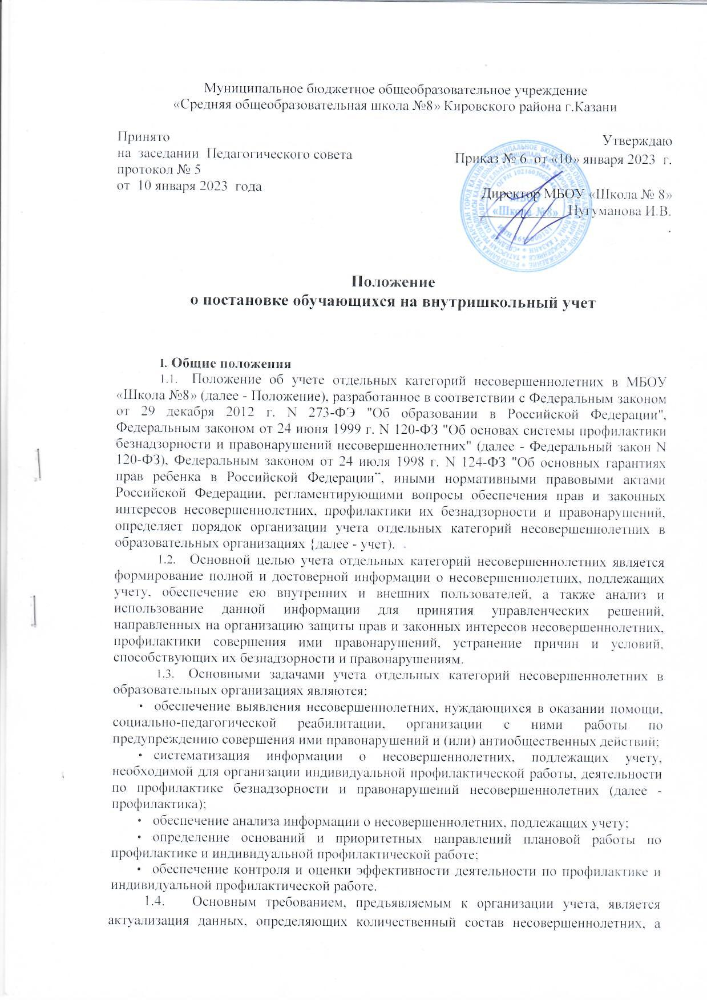 Муниципальное бюджетное общеобразовательное учреждение
«Средняя общеобразовательная школа №8» Кировского района г.Казани
Принято
на заседании Педагогического совета
протокол № 5
от 10 января 2023 года
Утверждаю
Приказ № 6 от «10» января 2023 г.
Директор МБОУ «Школа № 8»
Нугуманова И.В.
МБОУ
«Школа №8»
Положение
о постановке обучающихся на внутришкольный учет
I. Общие положения
1.1. Положение об учете отдельных категорий несовершеннолетних в МБОУ
«Школа №8» (далее - Положение), разработанное в соответствии с Федеральным законом
от 29 декабря 2012 г. N 273-ФЭ "Об образовании в Российской Федерации",
Федеральным законом от 24 июня 1999 г. N 120-ФЗ "Об основах системы профилактики
безнадзорности и правонарушений несовершеннолетних" (далее - Федеральный закон N
120-ФЗ), Федеральным законом от 24 июля 1998 г. N 124-ФЗ "Об основных гарантиях
прав ребенка в Российской Федерации", иными нормативными правовыми актами
Российской Федерации, регламентирующими вопросы обеспечения прав и законных
интересов несовершеннолетних, профилактики их безнадзорности и правонарушений,
определяет порядок организации учета отдельных категорий несовершеннолетних в
образовательных организациях {далее - учет).
1.2. Основной целью учета отдельных категорий несовершеннолетних является
формирование полной и достоверной информации о несовершеннолетних, подлежащих
учету, обеспечение ею внутренних и внешних пользователей, а также анализ и
использование данной информации для принятия управленческих решений,
направленных на организацию защиты прав и законных интересов несовершеннолетних,
профилактики совершения ими правонарушений, устранение причин и условий,
способствующих их безнадзорности и правонарушениям.
1.3. Основными задачами учета отдельных категорий несовершеннолетних в
образовательных организациях являются:
• обеспечение выявления несовершеннолетних, нуждающихся в оказании помощи,
социально-педагогической реабилитации, организации с ними работы по
предупреждению совершения ими правонарушений и (или) антиобщественных действий;
• систематизация информации о несовершеннолетних, подлежащих учету,
необходимой для организации индивидуальной профилактической работы, деятельности
по профилактике безнадзорности и правонарушений несовершеннолетних (далее -
профилактика);
• обеспечение анализа информации о несовершеннолетних, подлежащих учету;
• определение оснований и приоритетных направлений плановой работы по
профилактике и индивидуальной профилактической работе;
• обеспечение контроля и оценки эффективности деятельности по профилактике и
индивидуальной профилактической работе.
1.4. Основным требованием, предъявляемым к организации учета, является
актуализация данных, определяющих количественный состав несовершеннолетних, а